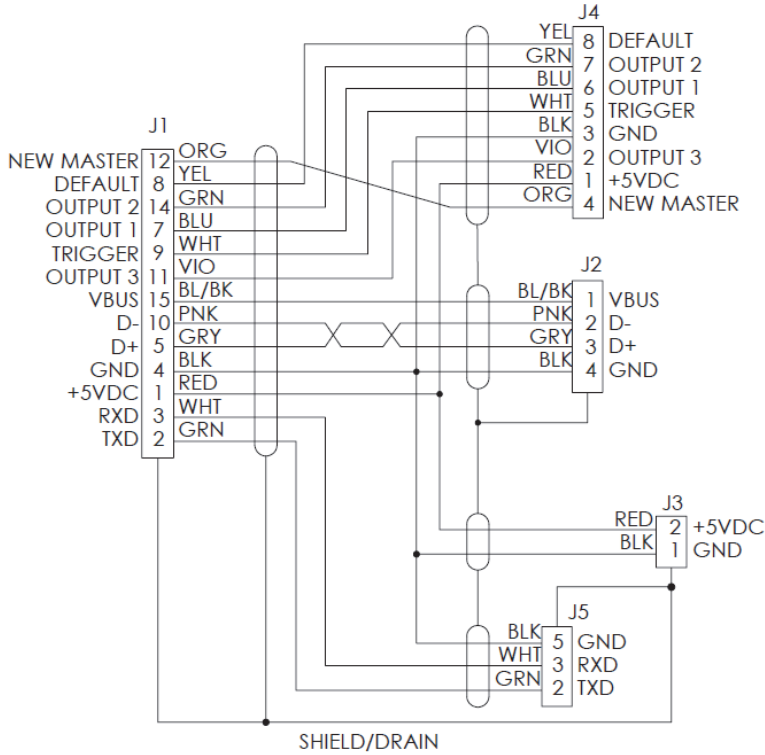 J4
YEL 8 DEFAULT
GRN 7 OUTPUT 2
BLU 6 OUTPUT 1
WHT 5 TRIGGER
BLK 3 GND
VIO 2 OUTPUT 3
RED 1 +5VDC
ORG 4 NEW MASTER
J1
NEW MASTER 12 ORG
DEFAULT 8 YEL
OUTPUT 2 14 GRN
OUTPUT 1 7 BLU
TRIGGER 9 WHT
OUTPUT 3 11 VIO
VBUS 15 BL/BK
D- 10 PNK
D+ 5 GRY
GND 4 BLK
+5VDC 1 RED
RXD 3 WHT
TXD 2 GRN
J2
BL/BK 1 VBUS
PNK 2 D-
GRY 3 D+
BLK 4 GND
J3
RED 2 +5VDC
BLK 1 GND
J5
BLK 5 GND
WHT 3 RXD
GRN 2 TXD
SHIELD/DRAIN